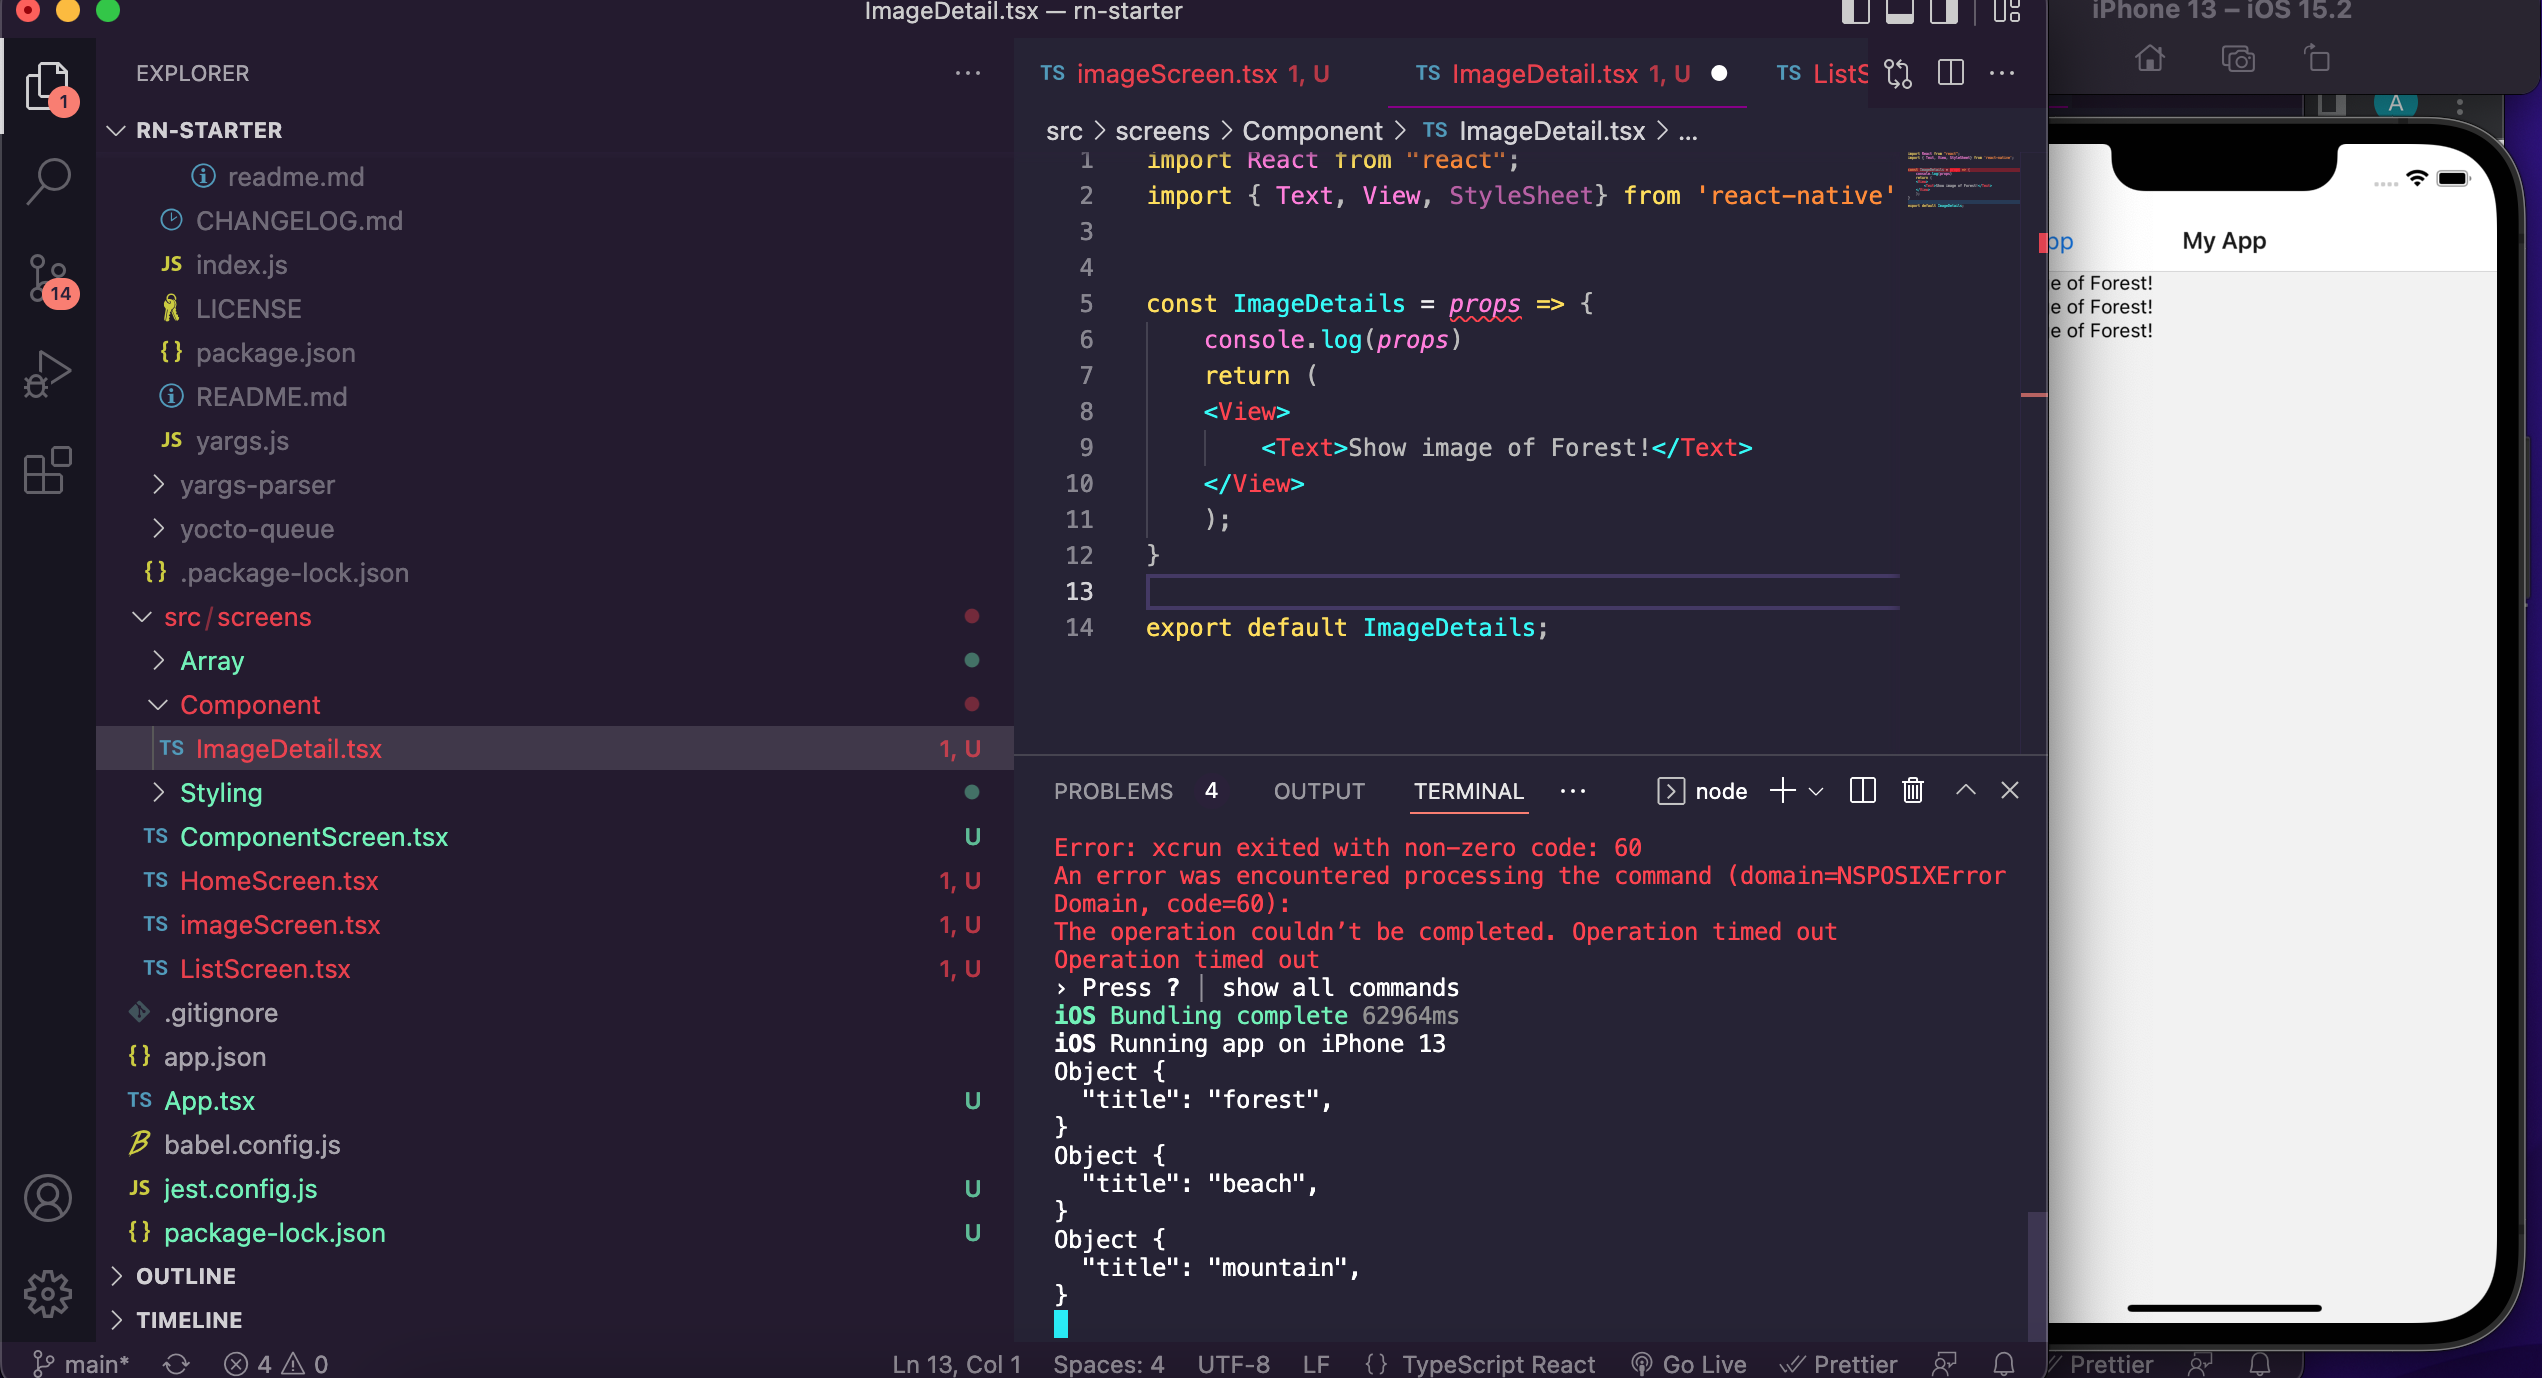 ImageDetail.tsx — rn-starter
EXPLORER
RN-STARTER
readme.md
CHANGELOG.md
JS index.js
LICENSE
{} package.json
README.md
JS yargs.js
yargs-parser
yocto-queue
{} .package-lock.json
src/screens
Array
Component
TS ImageDetail.tsx 1, U
Styling
TS ComponentScreen.tsx U
TS HomeScreen.tsx 1, U
TS imageScreen.tsx 1, U
TS ListScreen.tsx 1, U
.gitignore
{} app.json
TS App.tsx U
babel.config.js
JS jest.config.js U
{} package-lock.json U
OUTLINE
TIMELINE
1
14
TS imageScreen.tsx 1, U TS ImageDetail.tsx 1, U TS ListS
src > screens > Component > TS ImageDetail.tsx > ...
1 import React from "react";
2 import { Text, View, StyleSheet} from 'react-native'
3
4
5 const ImageDetails = props => {
6 console.log(props)
7 return (
8 <View>
9 <Text>Show image of Forest!</Text>
10 </View>
11 );
12 }
13
14 export default ImageDetails;
PROBLEMS 4 OUTPUT TERMINAL ... node
Error: xcrun exited with non-zero code: 60
An error was encountered processing the command (domain=NSPOSIXError
Domain, code=60):
The operation couldn’t be completed. Operation timed out
Operation timed out
› Press ? │ show all commands
iOS Bundling complete 62964ms
iOS Running app on iPhone 13
Object {
"title": "forest",
}
Object {
"title": "beach",
}
Object {
"title": "mountain",
}
main* 4 0 Ln 13, Col 1 Spaces: 4 UTF-8 LF {} TypeScript React Go Live Prettier
iPhone 13 – iOS 15.2
A
pp My App
e of Forest!
e of Forest!
e of Forest!
Prettier